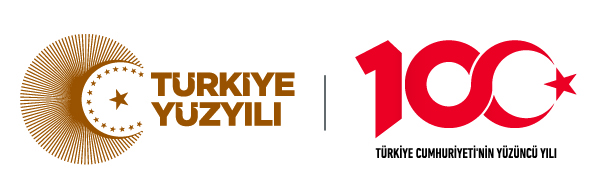 TÜRKİYE
YÜZYILI
100
TÜRKİYE CUMHURİYETİ'NİN YÜZÜNCÜ YILI